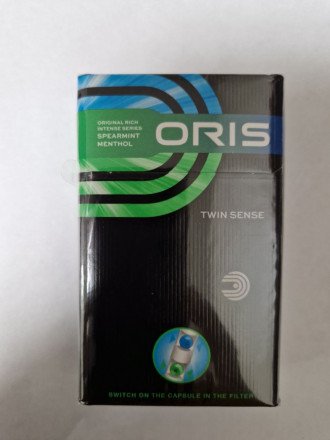 ORIGINAL RICH
INTENSE SERIES
SPEARMINT
MENTHOL
ORIS
TWIN SENSE
SWITCH ON THE CAPSULE IN THE FILTER